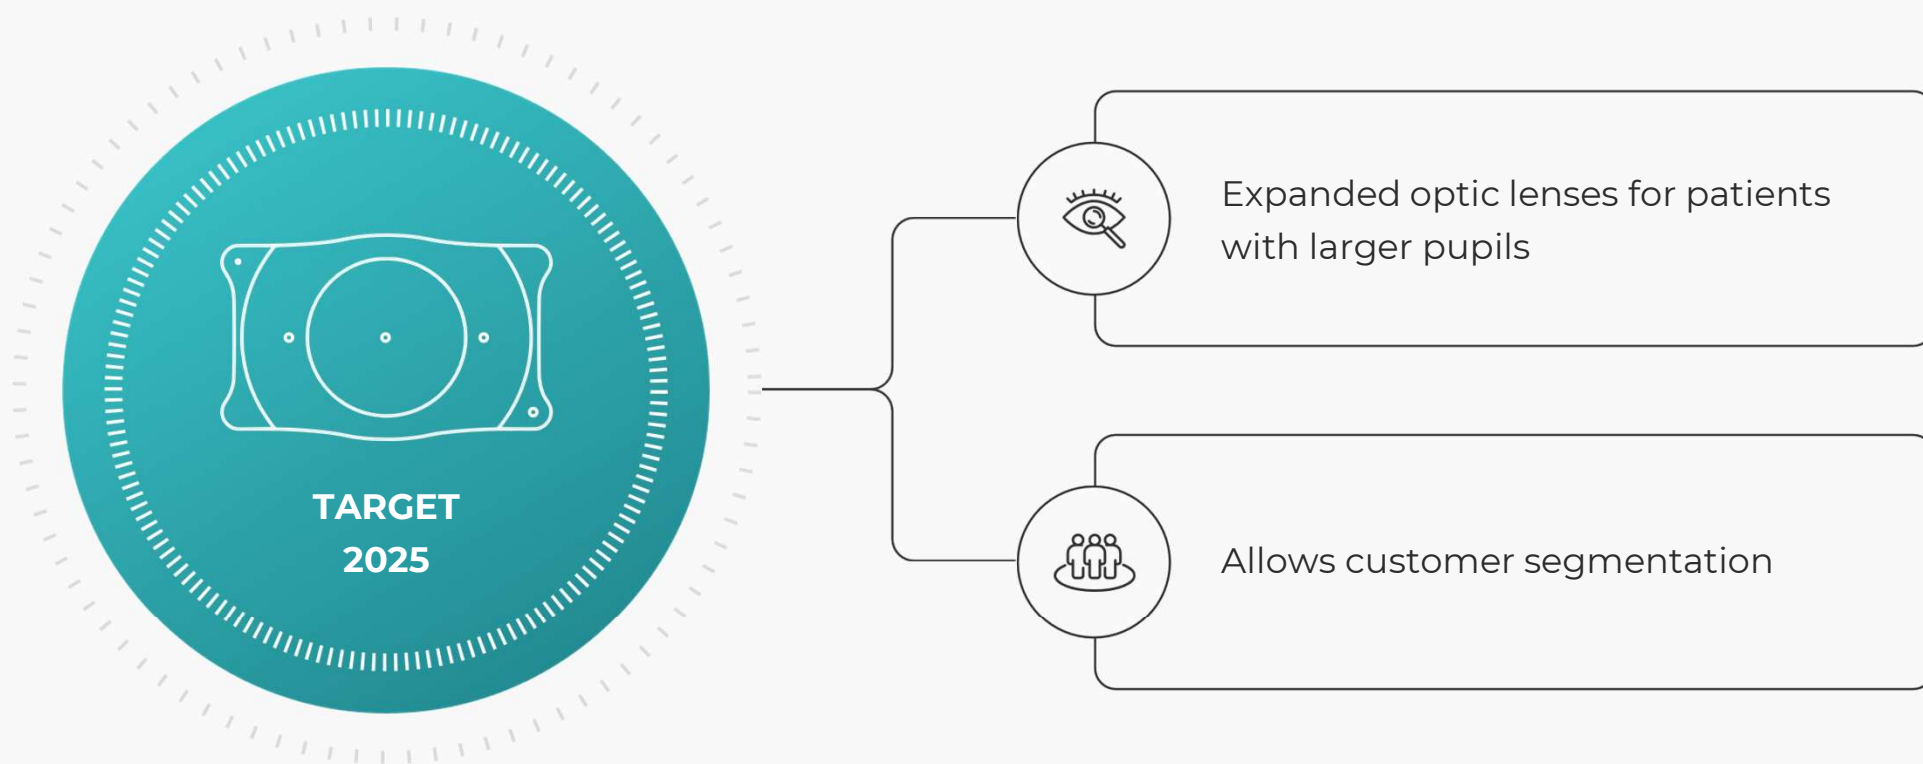 TARGET
2025
Expanded optic lenses for patients
with larger pupils
Allows customer segmentation